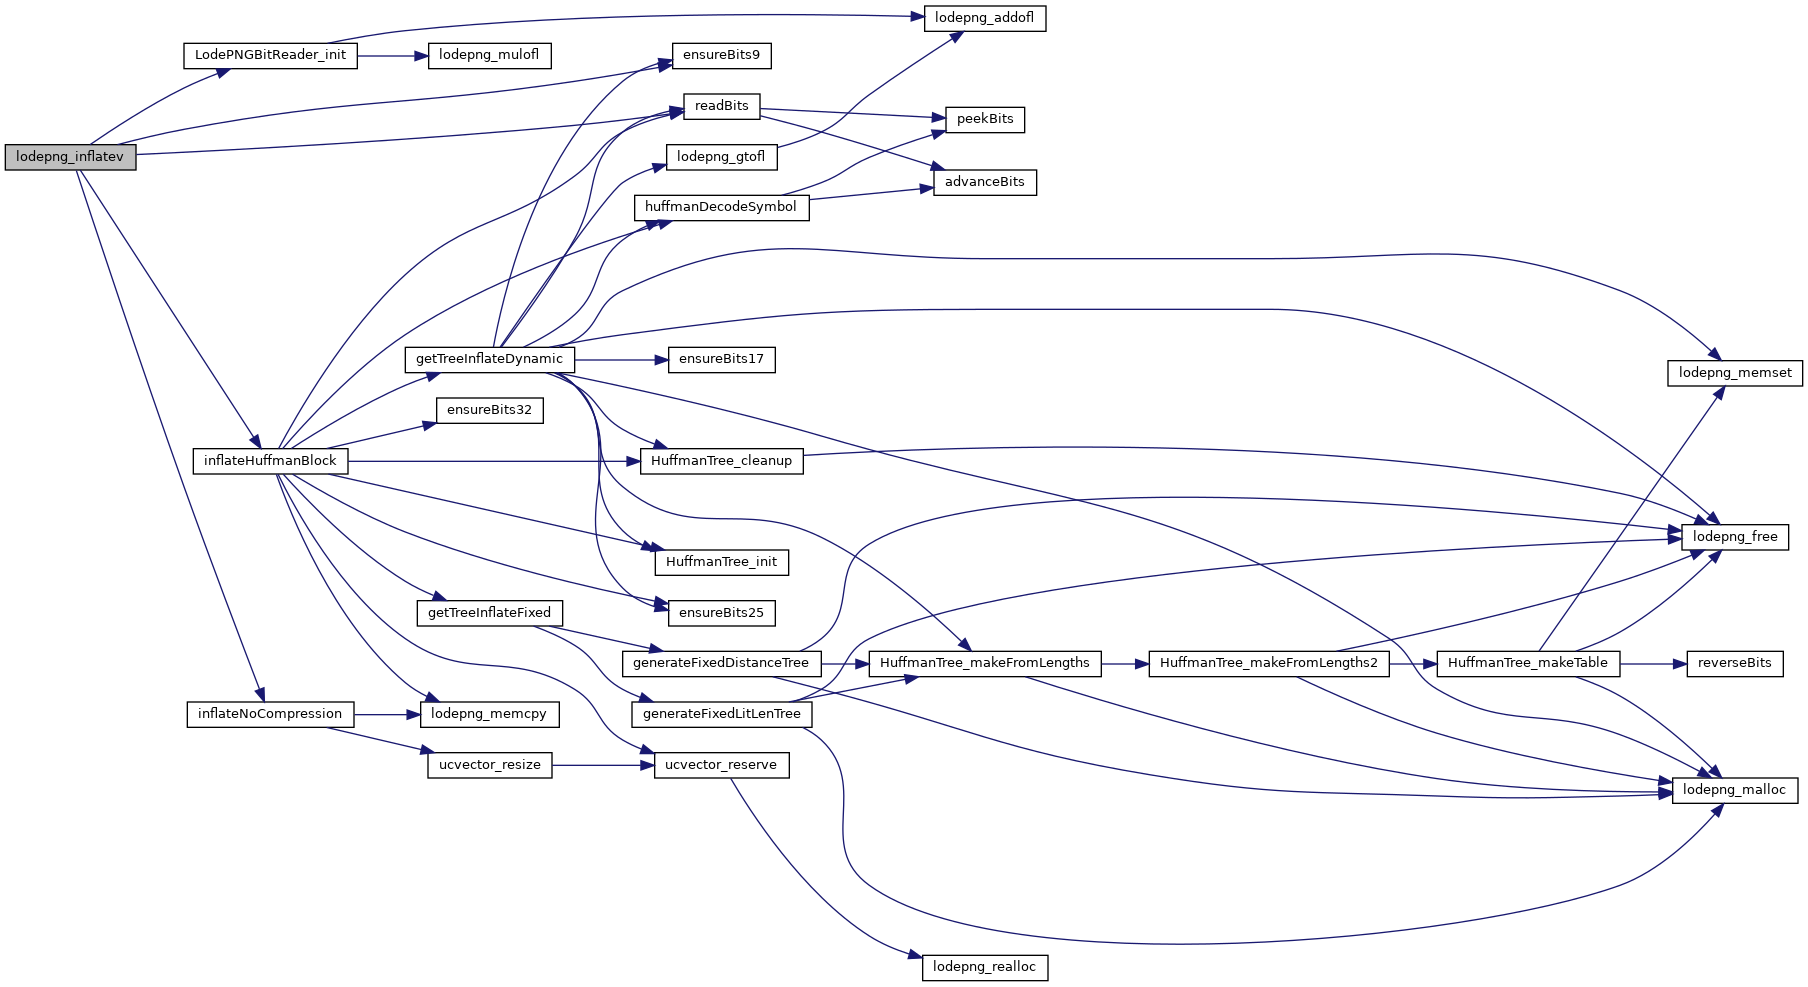 lodepng_addofl
LodePNGBitReader_init
lodepng_mulofl
ensureBits9
readBits
peekBits
lodepng_inflatev
lodepng_gtofl
advanceBits
huffmanDecodeSymbol
getTreeInflateDynamic
ensureBits17
lodepng_memset
ensureBits32
inflateHuffmanBlock
HuffmanTree_cleanup
lodepng_free
HuffmanTree_init
getTreeInflateFixed
ensureBits25
generateFixedDistanceTree
HuffmanTree_makeFromLengths
HuffmanTree_makeFromLengths2
HuffmanTree_makeTable
reverseBits
inflateNoCompression
lodepng_memcpy
generateFixedLitLenTree
ucvector_resize
ucvector_reserve
lodepng_malloc
lodepng_realloc